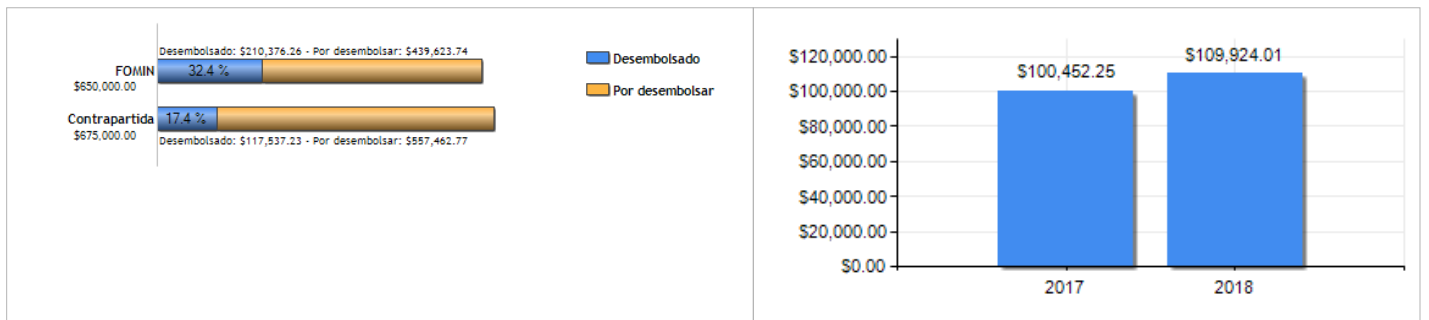 Desembolsado: $210,376.26 - Por desembolsar: $439,623.74
FOMIN
32.4 %
$650,000.00
Contrapartida
17.4 %
$675,000.00
Desembolsado: $117,537.23 - Por desembolsar: $557,462.77
Desembolsado
Por desembolsar
$120,000.00
$100,000.00
$80,000.00
$60,000.00
$40,000.00
$20,000.00
$0.00
$100,452.25
$109,924.01
2017
2018